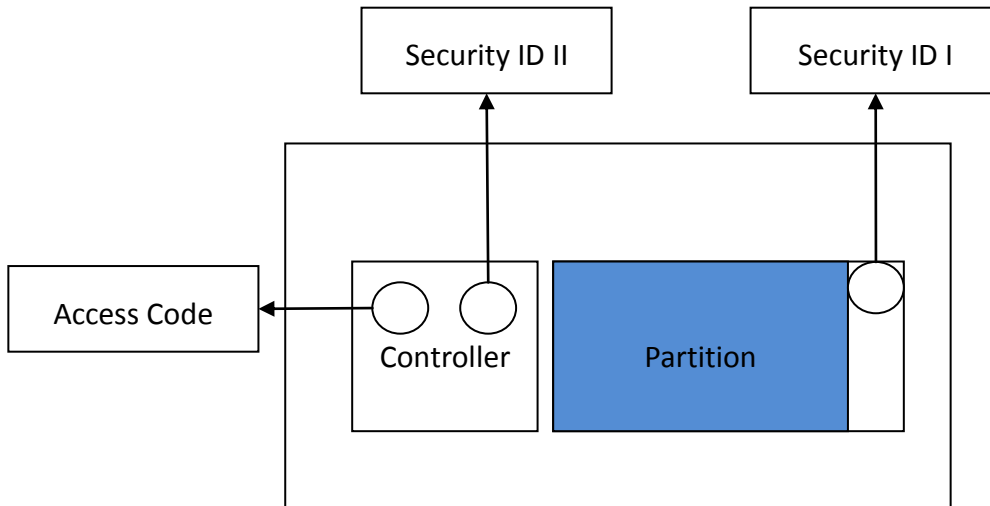 Security ID II
Security ID I
Access Code
Controller
Partition